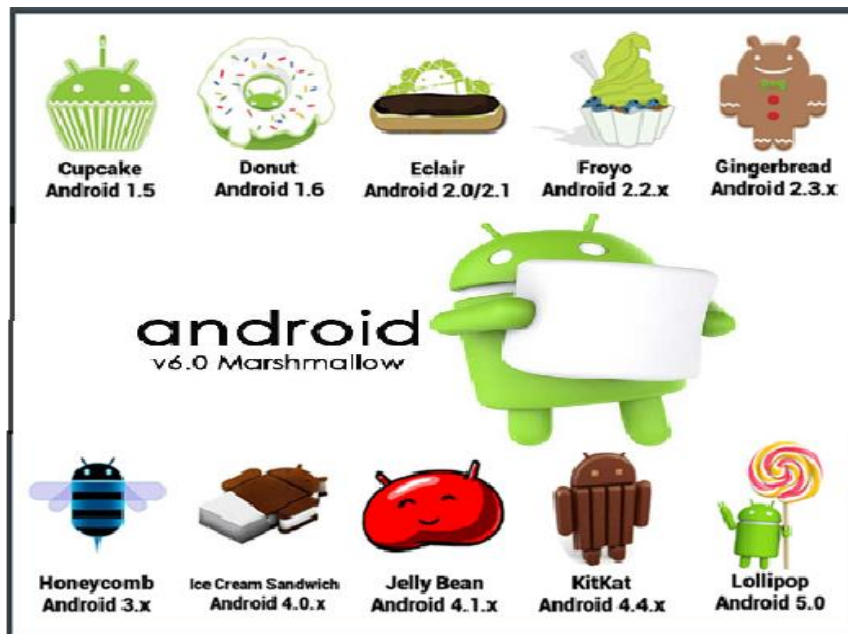 Cupcake
Android 1.5
Donut
Android 1.6
Eclair
Android 2.0/2.1
Froyo
Android 2.2.x
Gingerbread
Android 2.3.x
android
v6.0 Marshmallow
Honeycomb
Android 3.x
Ice Cream Sandwich
Android 4.0.x
Jelly Bean
Android 4.1.x
KitKat
Android 4.4.x
Lollipop
Android 5.0